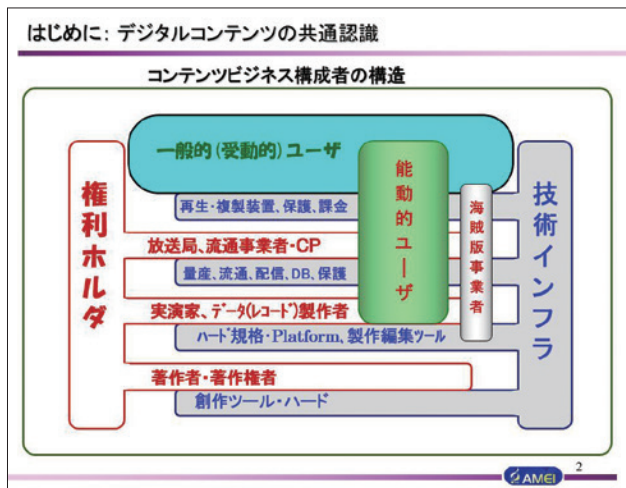 はじめに: デジタルコンテンツの共通認識
コンテンツビジネス構成者の構造
一般的(受動的)ユーザ
権利ホルダ
能動的ユーザ
海賊版事業者
技術インフラ
再生・複製装置、保護、課金
放送局、流通事業者・CP
量産、流通、配信、DB、保護
実演家、データ(レコード)製作者
ハード規格・Platform、製作編集ツール
著作者・著作権者
創作ツール・ハード
AMEI
2